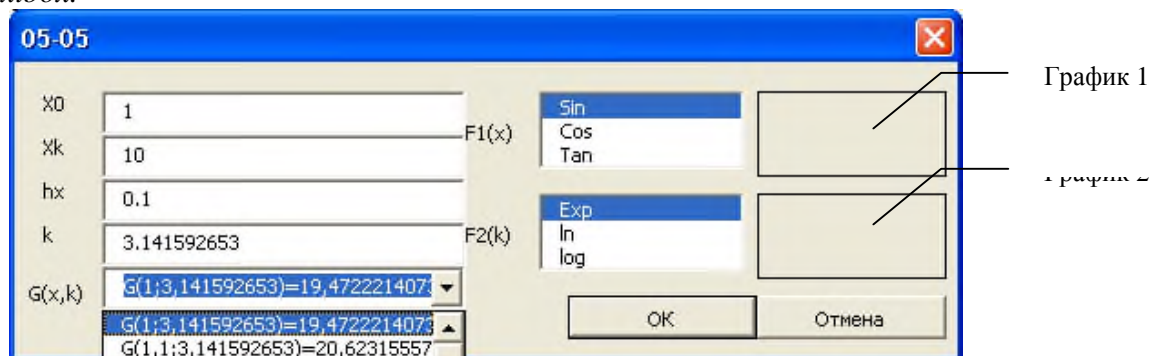 05-05
X0
1
Xk
10
hx
0.1
k
3.141592653
G(x,k)
G(1;3,141592653)=19,4722214073
G(1;3,141592653)=19,4722214073
G(1,1;3,141592653)=20,62315557
F1(x)
Sin
Cos
Tan
F2(k)
Exp
ln
log
OK
Отмена
График 1